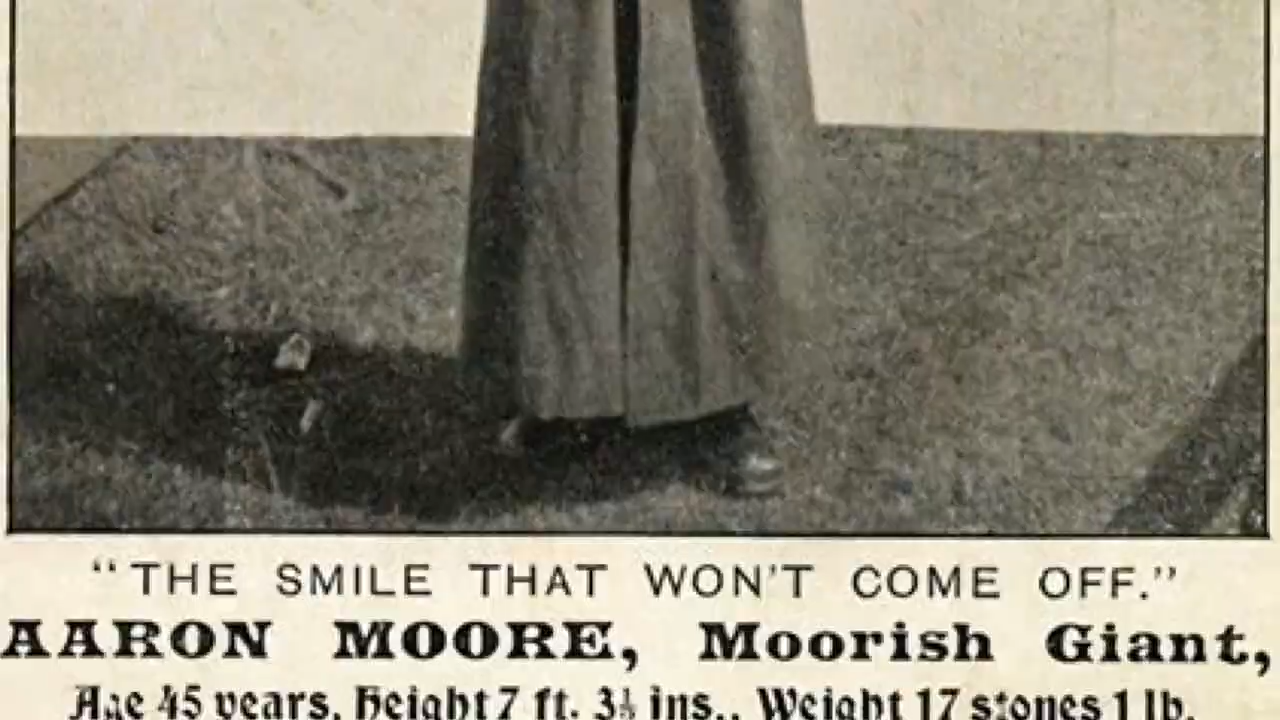 "THE SMILE THAT WON'T COME OFF."
AARON MOORE, Moorish Giant,
Age 45 years, Height 7 ft. 3½ ins., Weight 17 stones 1 lb.